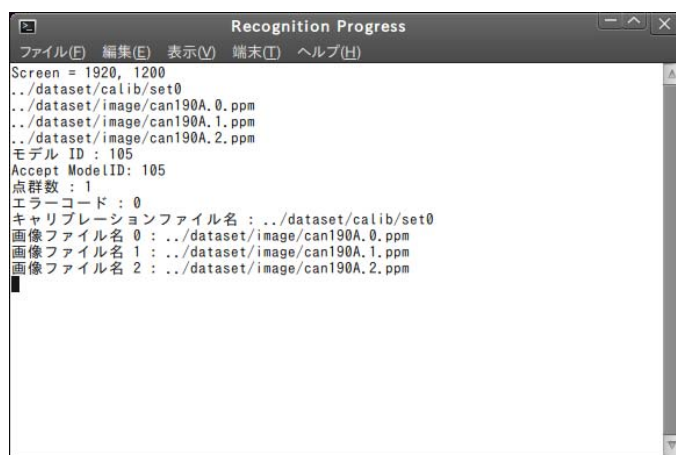 Recognition Progress
ファイル(F) 編集(E) 表示(V) 端末(T) ヘルプ(H)
Screen = 1920, 1200
../dataset/calib/set0
../dataset/image/can190A.0.ppm
../dataset/image/can190A.1.ppm
../dataset/image/can190A.2.ppm
モデル ID : 105
Accept ModelID: 105
点群数 : 1
エラーコード : 0
キャリブレーションファイル名 : ../dataset/calib/set0
画像ファイル名 0 : ../dataset/image/can190A.0.ppm
画像ファイル名 1 : ../dataset/image/can190A.1.ppm
画像ファイル名 2 : ../dataset/image/can190A.2.ppm